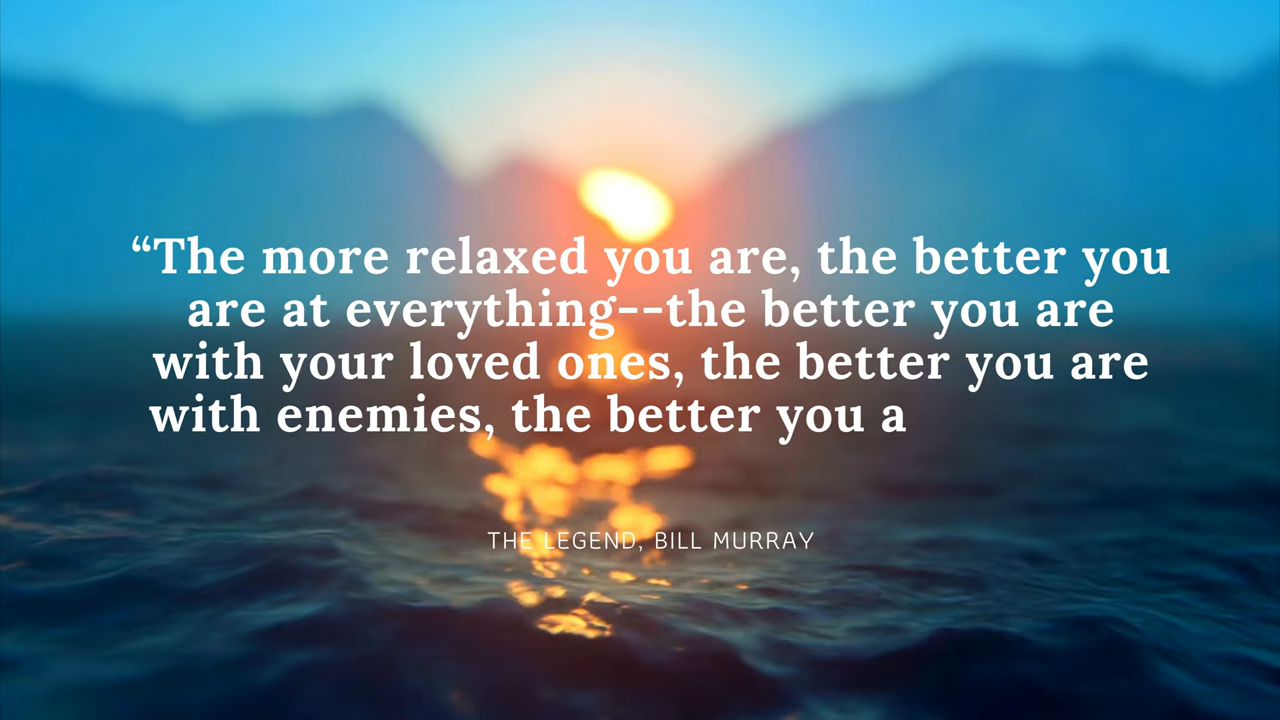 “The more relaxed you are, the better you
are at everything--the better you are
with your loved ones, the better you are
with enemies, the better you a
THE LEGEND, BILL MURRAY